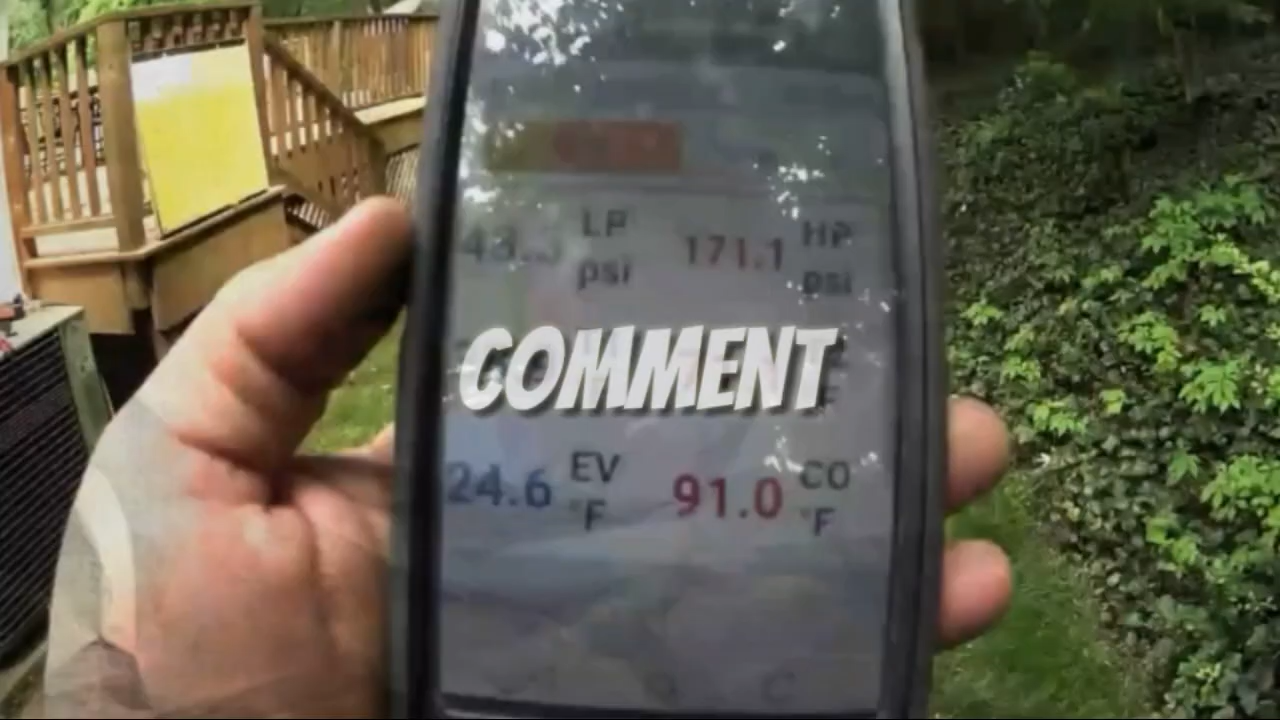 LP 171.1 HP
psi psi
COMMENT
24.6 EV 91.0 CO
°F °F